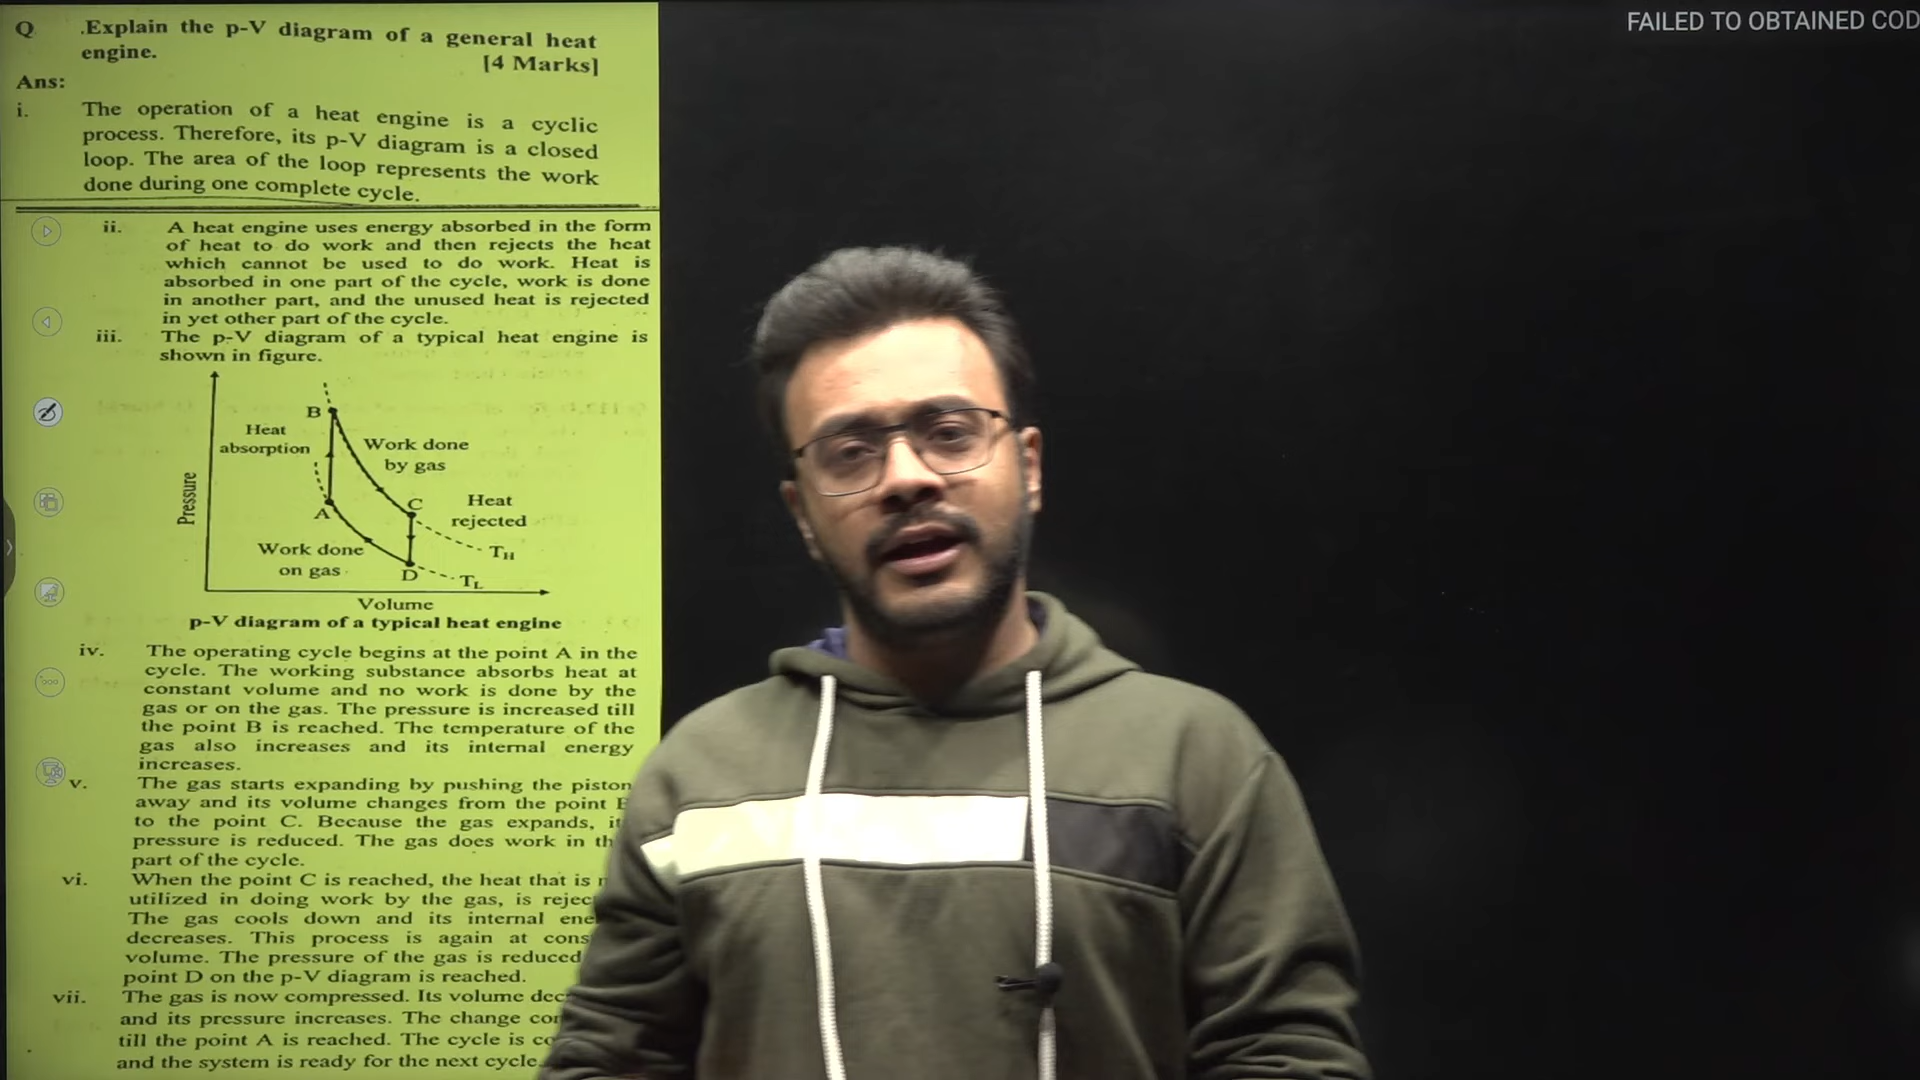 FAILED TO OBTAINED COD
Q .Explain the p-V diagram of a general heat
engine. [4 Marks]
Ans:
i. The operation of a heat engine is a cyclic
process. Therefore, its p-V diagram is a closed
loop. The area of the loop represents the work
done during one complete cycle.
ii. A heat engine uses energy absorbed in the form
of heat to do work and then rejects the heat
which cannot be used to do work. Heat is
absorbed in one part of the cycle, work is done
in another part, and the unused heat is rejected
in yet other part of the cycle.
iii. The p-V diagram of a typical heat engine is
shown in figure.
B
Heat
absorption
Work done
by gas
Pressure
A
C
Heat
rejected
Work done
on gas
D
TH
TL
Volume
p-V diagram of a typical heat engine
iv. The operating cycle begins at the point A in the
cycle. The working substance absorbs heat at
constant volume and no work is done by the
gas or on the gas. The pressure is increased till
the point B is reached. The temperature of the
gas also increases and its internal energy
increases.
v. The gas starts expanding by pushing the piston
away and its volume changes from the point
to the point C. Because the gas expands,
pressure is reduced. The gas does work in
part of the cycle.
vi. When the point C is reached, the heat that is
utilized in doing work by the gas, is
The gas cools down and its internal
decreases. This process is again at
volume. The pressure of the gas is reduced
point D on the p-V diagram is reached.
vii. The gas is now compressed. Its volume
and its pressure increases. The change
till the point A is reached. The cycle is
and the system is ready for the next cycle.